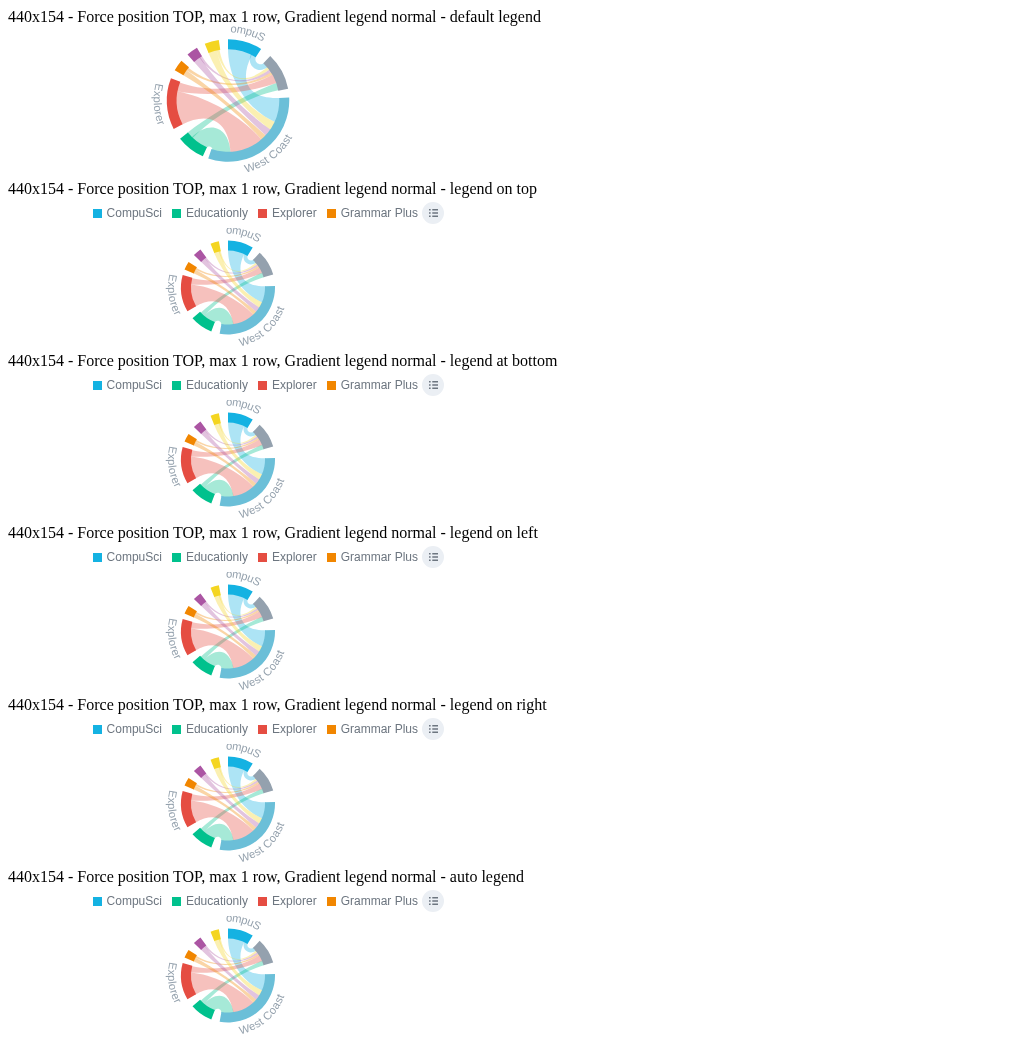 440x154 - Force position TOP, max 1 row, Gradient legend normal - default legend
ompuS
Explorer
West Coast
440x154 - Force position TOP, max 1 row, Gradient legend normal - legend on top
CompuSci Educationly Explorer Grammar Plus
ompuS
Explorer
West Coast
440x154 - Force position TOP, max 1 row, Gradient legend normal - legend at bottom
CompuSci Educationly Explorer Grammar Plus
ompuS
Explorer
West Coast
440x154 - Force position TOP, max 1 row, Gradient legend normal - legend on left
CompuSci Educationly Explorer Grammar Plus
ompuS
Explorer
West Coast
440x154 - Force position TOP, max 1 row, Gradient legend normal - legend on right
CompuSci Educationly Explorer Grammar Plus
ompuS
Explorer
West Coast
440x154 - Force position TOP, max 1 row, Gradient legend normal - auto legend
CompuSci Educationly Explorer Grammar Plus
ompuS
Explorer
West Coast